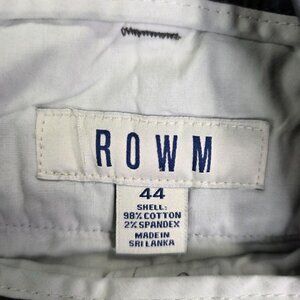 ROWM
44
SHELL:
98% COTTON
2% SPANDEX
MADE IN
SRI LANKA